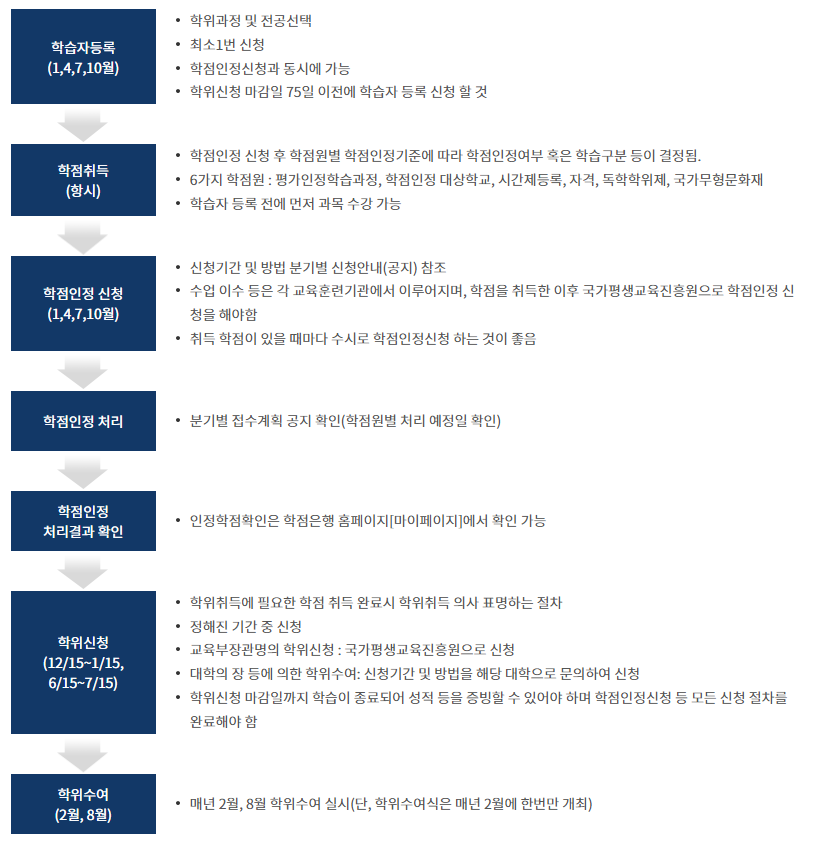 학습자등록
(1,4,7,10월)
• 학위과정 및 전공선택
• 최소1번 신청
• 학점인정신청과 동시에 가능
• 학위신청 마감일 75일 이전에 학습자 등록 신청 할 것
학점취득
(항시)
• 학점인정 신청 후 학점원별 학점인정기준에 따라 학점인정여부 혹은 학습구분 등이 결정됨.
• 6가지 학점원 : 평가인정학습과정, 학점인정 대상학교, 시간제등록, 자격, 독학학위제, 국가무형문화재
• 학습자 등록 전에 먼저 과목 수강 가능
학점인정 신청
(1,4,7,10월)
• 신청기간 및 방법 분기별 신청안내(공지) 참조
• 수업 이수 등은 각 교육훈련기관에서 이루어지며, 학점을 취득한 이후 국가평생교육진흥원으로 학점인정 신
청을 해야함
• 취득 학점이 있을 때마다 수시로 학점인정신청 하는 것이 좋음
학점인정 처리
• 분기별 접수계획 공지 확인(학점원별 처리 예정일 확인)
학점인정
처리결과 확인
• 인정학점확인은 학점은행 홈페이지[마이페이지]에서 확인 가능
학위신청
(12/15~1/15,
6/15~7/15)
• 학위취득에 필요한 학점 취득 완료시 학위취득 의사 표명하는 절차
• 정해진 기간 중 신청
• 교육부장관명의 학위신청 : 국가평생교육진흥원으로 신청
• 대학의 장 등에 의한 학위수여: 신청기간 및 방법을 해당 대학으로 문의하여 신청
• 학위신청 마감일까지 학습이 종료되어 성적 등을 증빙할 수 있어야 하며 학점인정신청 등 모든 신청 절차를
완료해야 함
학위수여
(2월, 8월)
• 매년 2월, 8월 학위수여 실시(단, 학위수여식은 매년 2월에 한번만 개최)